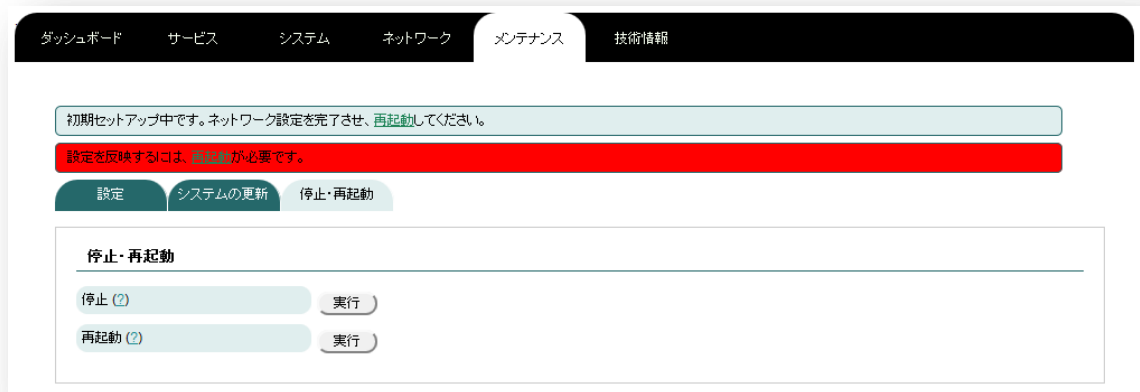 ダッシュボード サービス システム ネットワーク メンテナンス 技術情報
初期セットアップ中です。ネットワーク設定を完了させ、再起動してください。
設定を反映するには、再起動が必要です。
設定 システムの更新 停止・再起動
停止・再起動
停止 (?) 実行
再起動 (?) 実行